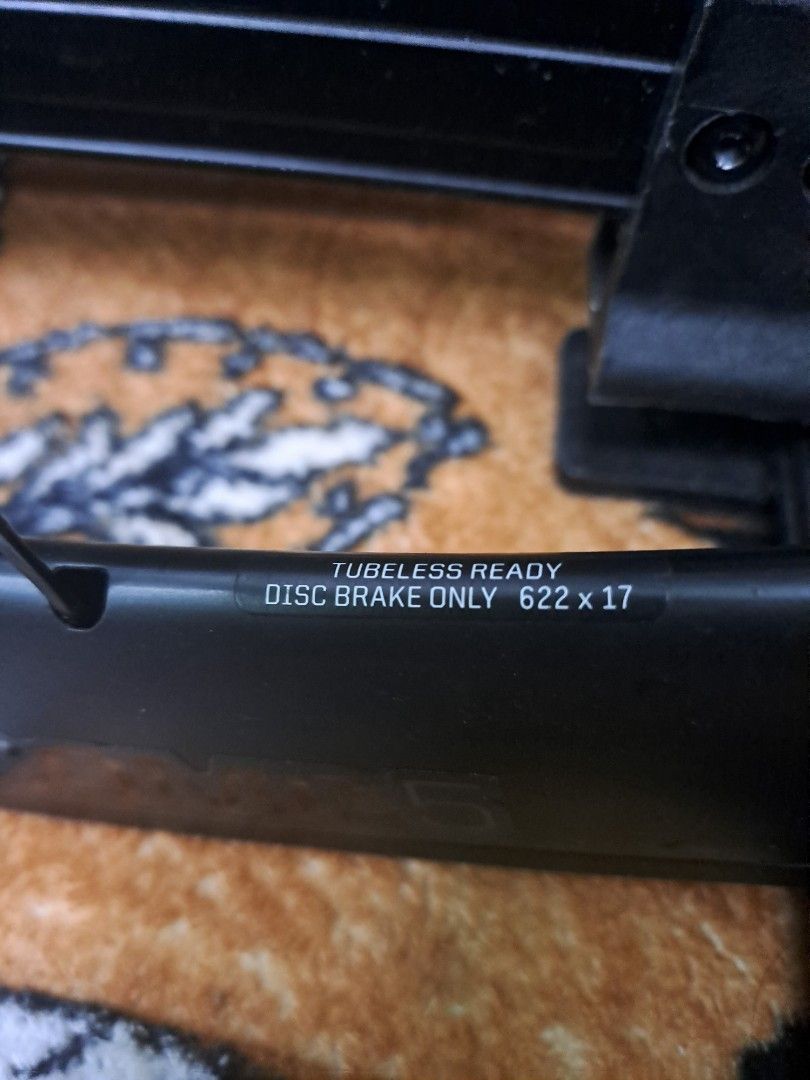 TUBELESS READY
DISC BRAKE ONLY 622 x 17